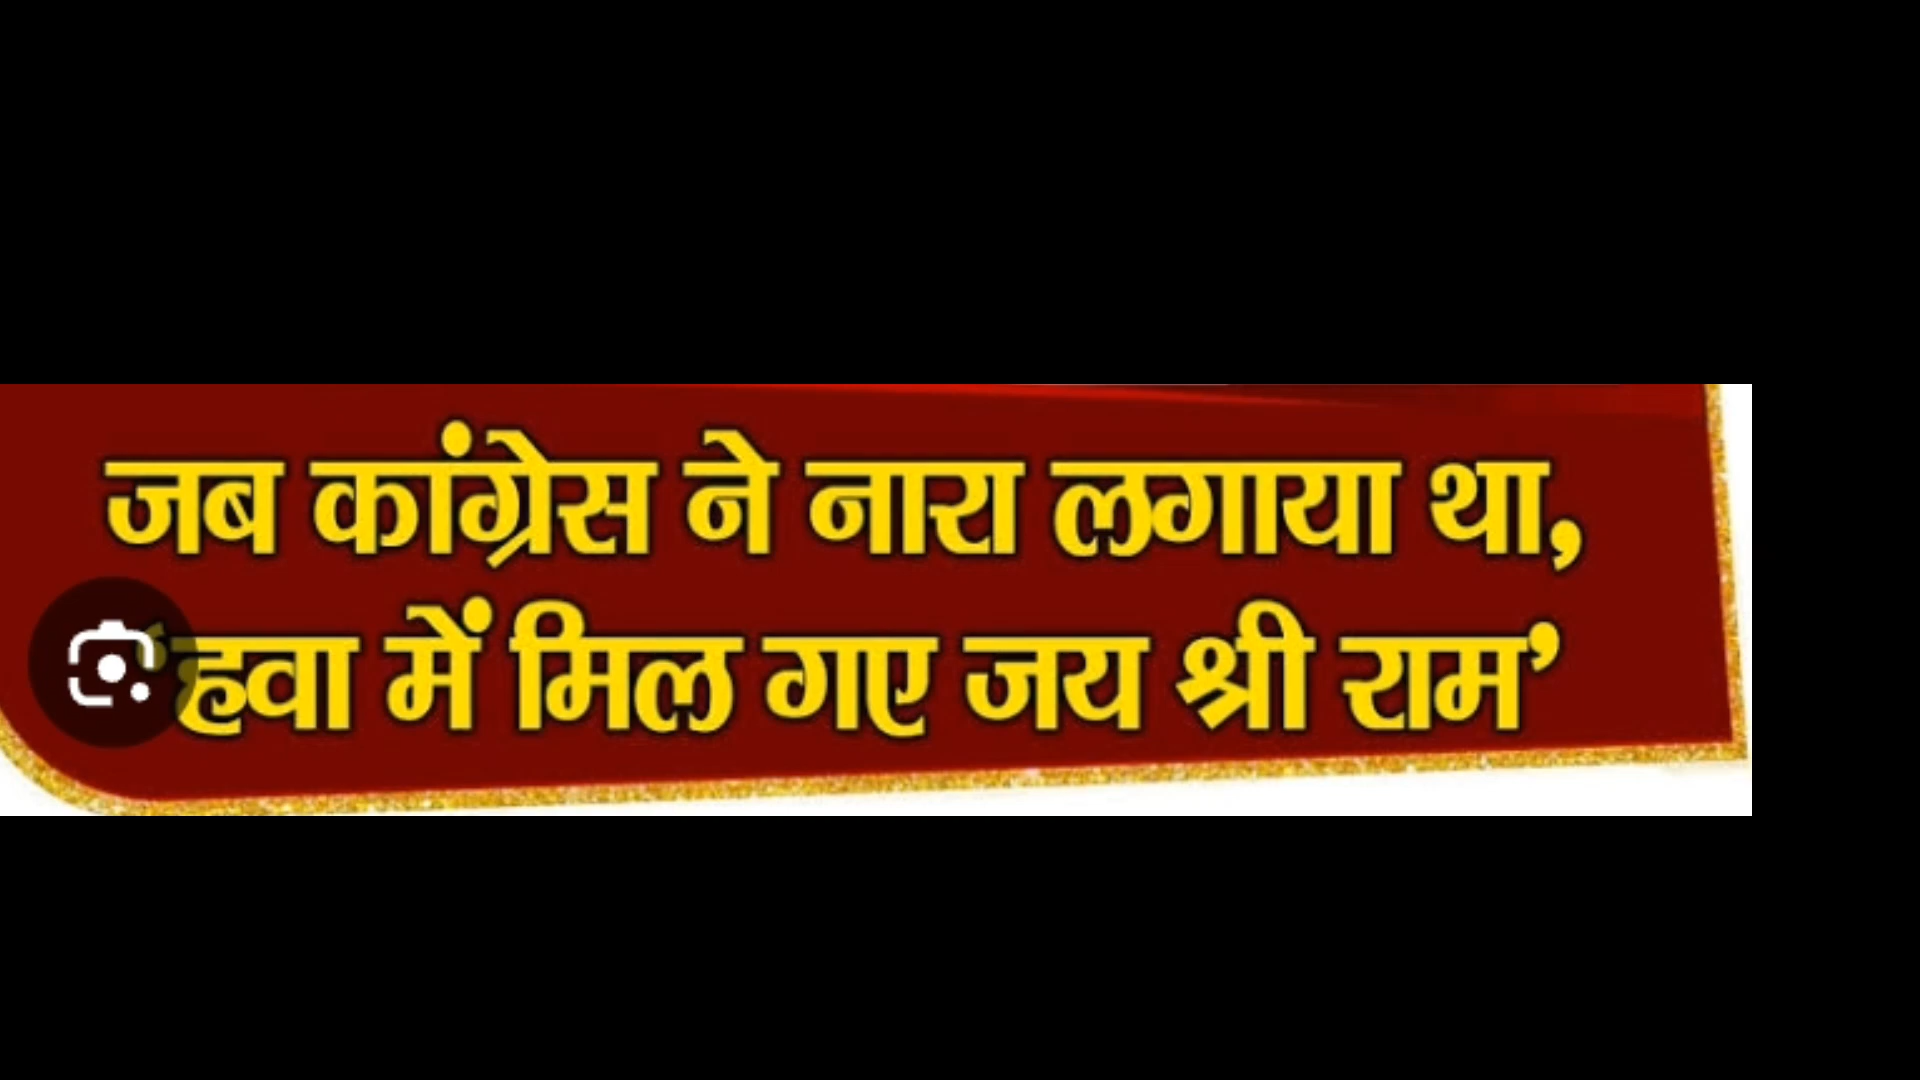 जब कांग्रेस ने नारा लगाया था,
‘हवा में मिल गए जय श्री राम’